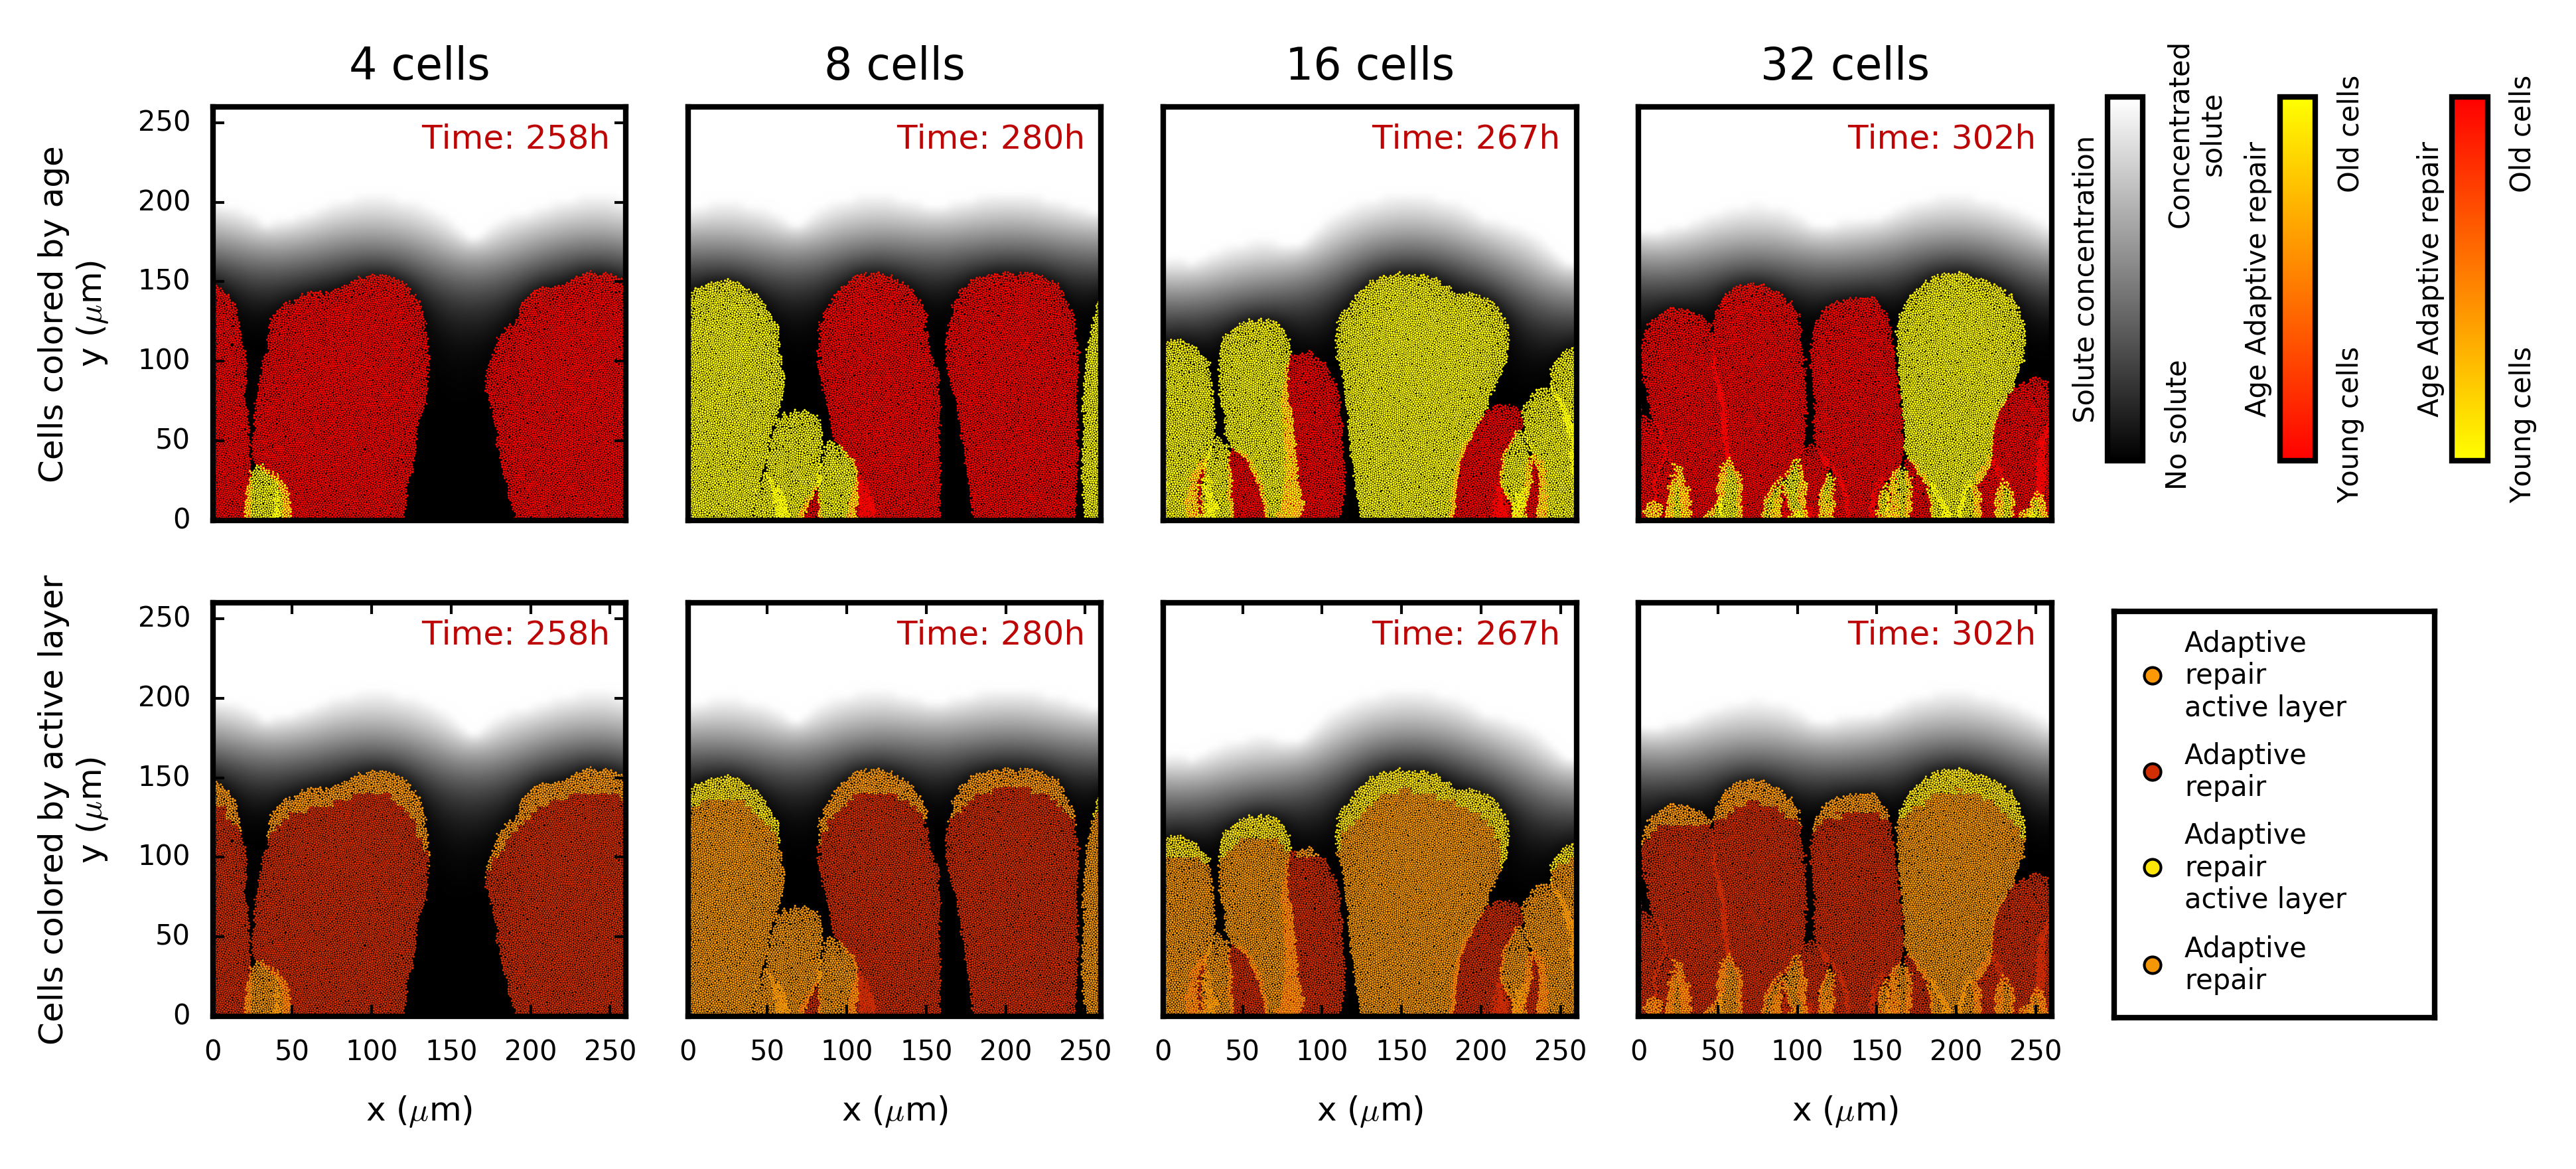 4 cells
8 cells
16 cells
32 cells
Cells colored by age
y (μm)
250
200
150
100
50
0
Time: 258h
Time: 280h
Time: 267h
Time: 302h
Solute concentration
No solute
Concentrated
solute
Age Adaptive repair
Young cells
Old cells
Age Adaptive repair
Young cells
Old cells
Cells colored by active layer
y (μm)
250
200
150
100
50
0
Time: 258h
Time: 280h
Time: 267h
Time: 302h
0 50 100 150 200 250
0 50 100 150 200 250
0 50 100 150 200 250
0 50 100 150 200 250
x (μm)
x (μm)
x (μm)
x (μm)
Adaptive
repair
active layer
Adaptive
repair
Adaptive
repair
active layer
Adaptive
repair